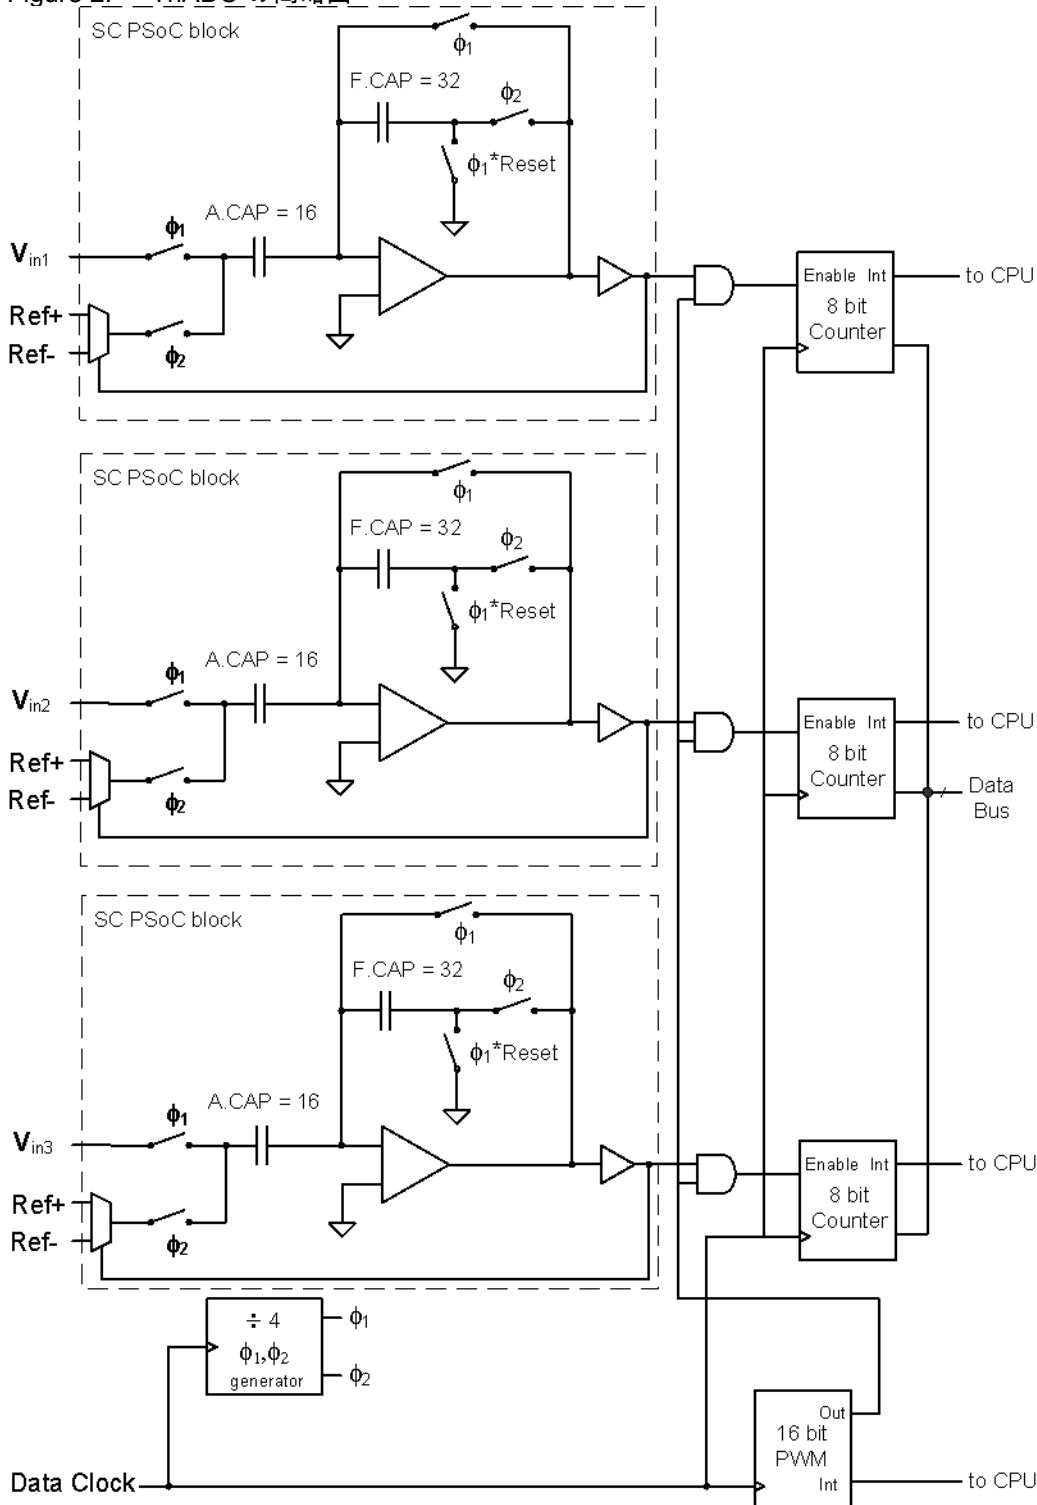 SC PSoC block
ϕ1
F.CAP = 32
ϕ2
ϕ1*Reset
A.CAP = 16
ϕ1
Vin1
Ref+
Ref-
ϕ2
Enable Int
8 bit
Counter
to CPU
SC PSoC block
ϕ1
F.CAP = 32
ϕ2
ϕ1*Reset
A.CAP = 16
ϕ1
Vin2
Ref+
Ref-
ϕ2
Enable Int
8 bit
Counter
to CPU
Data
Bus
SC PSoC block
ϕ1
F.CAP = 32
ϕ2
ϕ1*Reset
A.CAP = 16
ϕ1
Vin3
Ref+
Ref-
ϕ2
Enable Int
8 bit
Counter
to CPU
÷ 4
ϕ1,ϕ2
generator
ϕ1
ϕ2
Data Clock
Out
16 bit
PWM
Int
to CPU